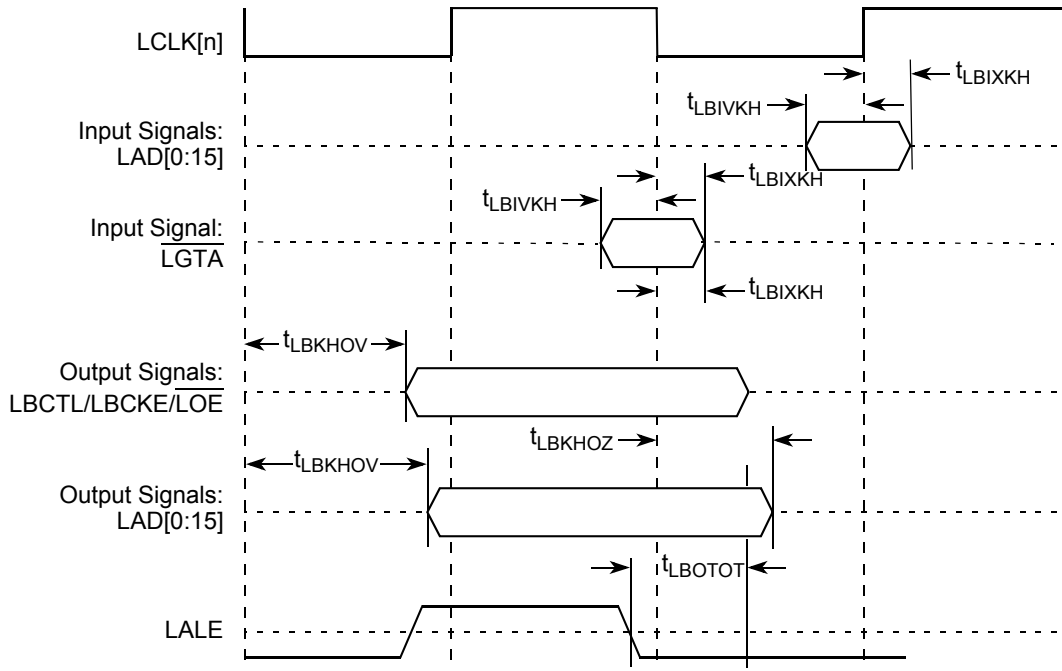 LCLK[n]
tLBIXKH
tLBIVKH
Input Signals:
LAD[0:15]
tLBIXKH
tLBIVKH
Input Signal:
LGTA
tLBIXKH
tLBKHOV
Output Signals:
LBCTL/LBCKE/LOE
tLBKHOZ
tLBKHOV
Output Signals:
LAD[0:15]
tLBOTOT
LALE